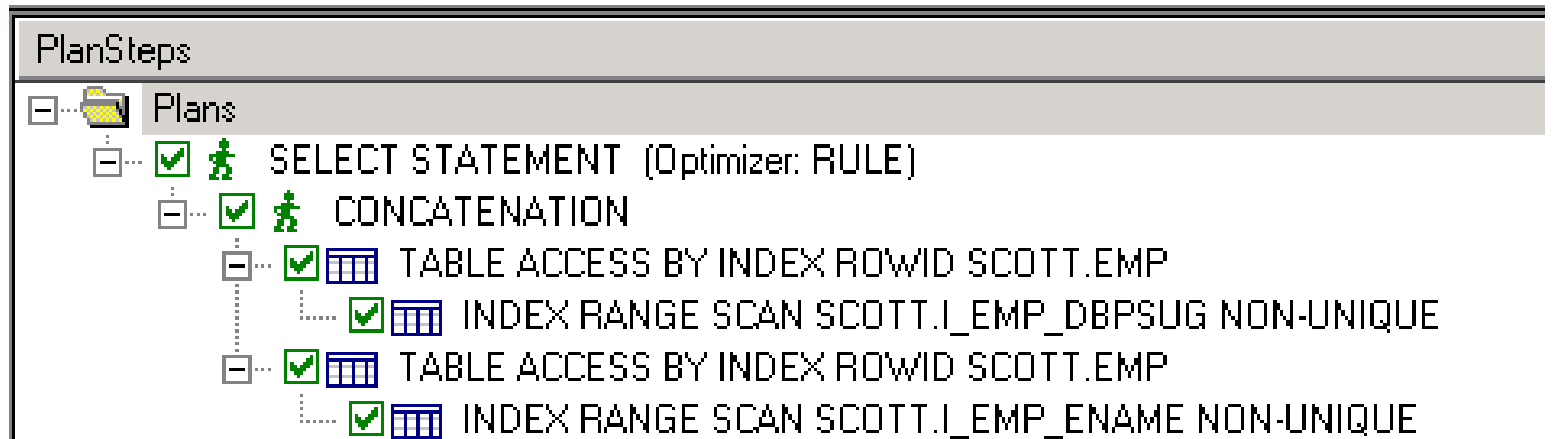 PlanSteps
Plans
SELECT STATEMENT (Optimizer: RULE)
CONCATENATION
TABLE ACCESS BY INDEX ROWID SCOTT.EMP
INDEX RANGE SCAN SCOTT.I_EMP_DBPSUG NON-UNIQUE
TABLE ACCESS BY INDEX ROWID SCOTT.EMP
INDEX RANGE SCAN SCOTT.I_EMP_ENAME NON-UNIQUE